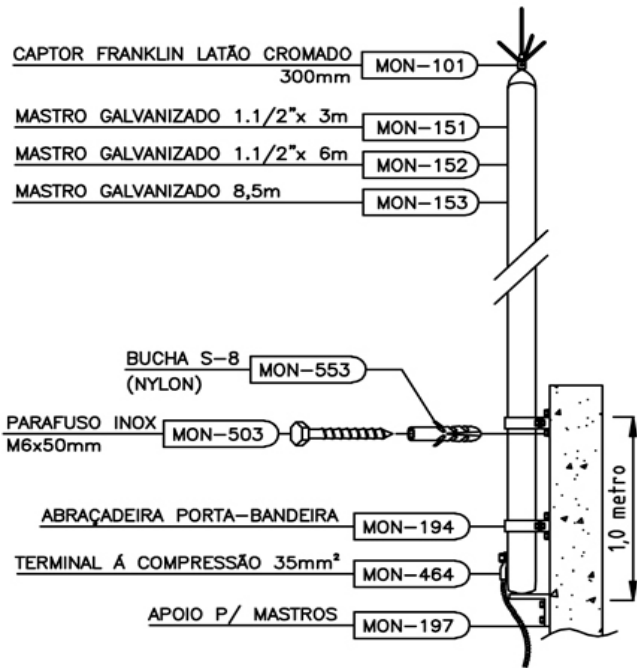 CAPTOR FRANKLIN LATÃO CROMADO
300mm
MON-101
MASTRO GALVANIZADO 1.1/2"x 3m
MON-151
MASTRO GALVANIZADO 1.1/2"x 6m
MON-152
MASTRO GALVANIZADO 8,5m
MON-153
BUCHA S-8
(NYLON)
MON-553
PARAFUSO INOX
M6x50mm
MON-503
ABRAÇADEIRA PORTA-BANDEIRA
MON-194
TERMINAL Á COMPRESSÃO 35mm²
MON-464
APOIO P/ MASTROS
MON-197
1,0 metro